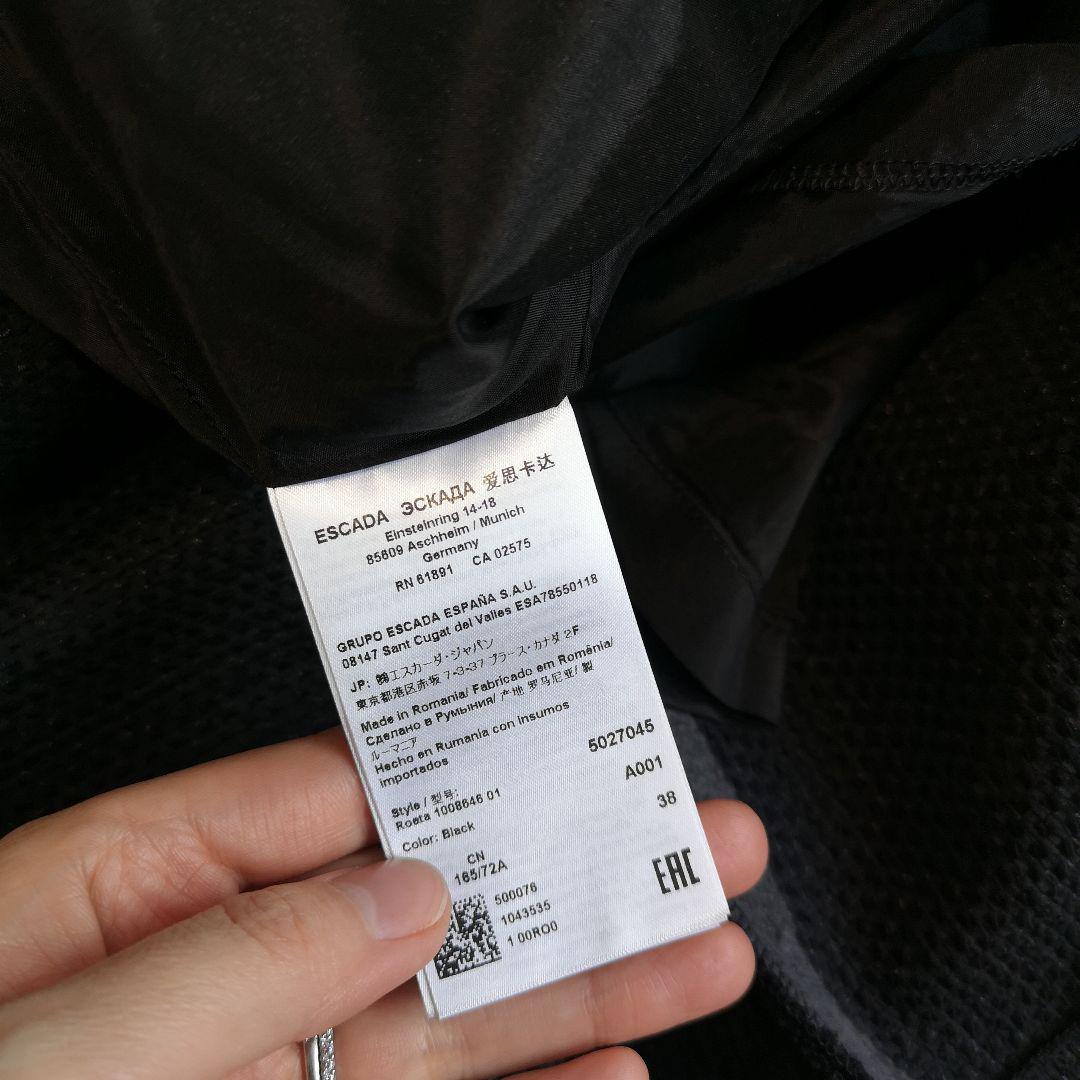 ESCADA ЭСКАДА 爱思卡达
Einsteinring 14-18
85609 Aschheim / Munich
Germany
RN 61891 CA 02575
GRUPO ESCADA ESPAÑA S.A.U.
08147 Sant Cugat del Valles ESA78550118
JP: ㈱エスカーダ・ジャパン
東京都港区赤坂 7-3-37 プラース・カナダ 2F
Made in Romania/ Fabricado em Roménia/
Сделано в Румынии/ 产地 罗马尼亚/ 製
ルーマニア
Hecho en Rumania con insumos
importados
5027045
Style / 型号:
A001
Roeta 1008646 01
38
Color: Black
CN
165/72A
EAC
500076
1043535
1 00RO0